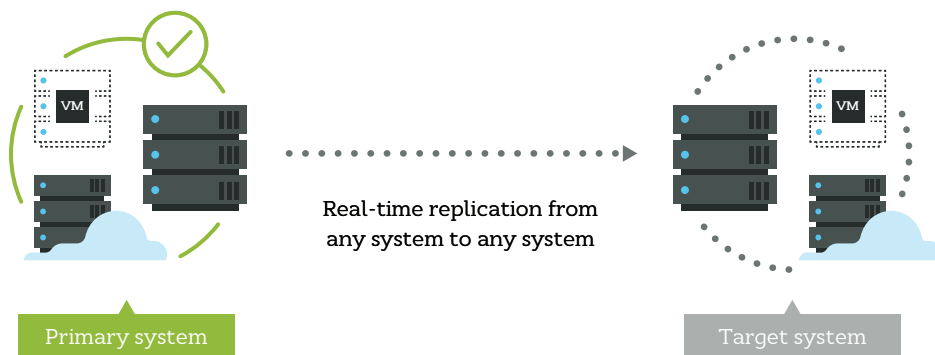 VM
VM
Real-time replication from
any system to any system
Primary system
Target system